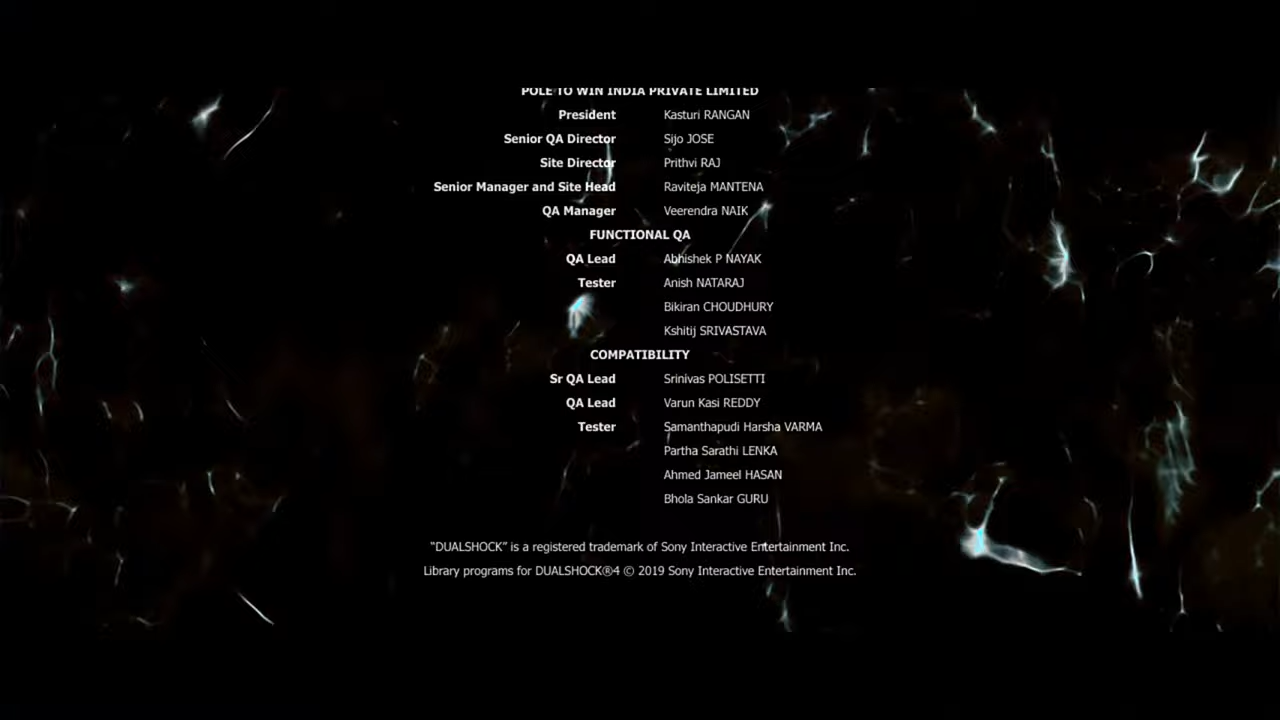 POLE TO WIN INDIA PRIVATE LIMITED
President Kasturi RANGAN
Senior QA Director Sijo JOSE
Site Director Prithvi RAJ
Senior Manager and Site Head Raviteja MANTENA
QA Manager Veerendra NAIK
FUNCTIONAL QA
QA Lead Abhishek P NAYAK
Tester Anish NATARAJ
Bikiran CHOUDHURY
Kshitij SRIVASTAVA
COMPATIBILITY
Sr QA Lead Srinivas POLISETTI
QA Lead Varun Kasi REDDY
Tester Samanthapudi Harsha VARMA
Partha Sarathi LENKA
Ahmed Jameel HASAN
Bhola Sankar GURU
“DUALSHOCK” is a registered trademark of Sony Interactive Entertainment Inc.
Library programs for DUALSHOCK®4 © 2019 Sony Interactive Entertainment Inc.